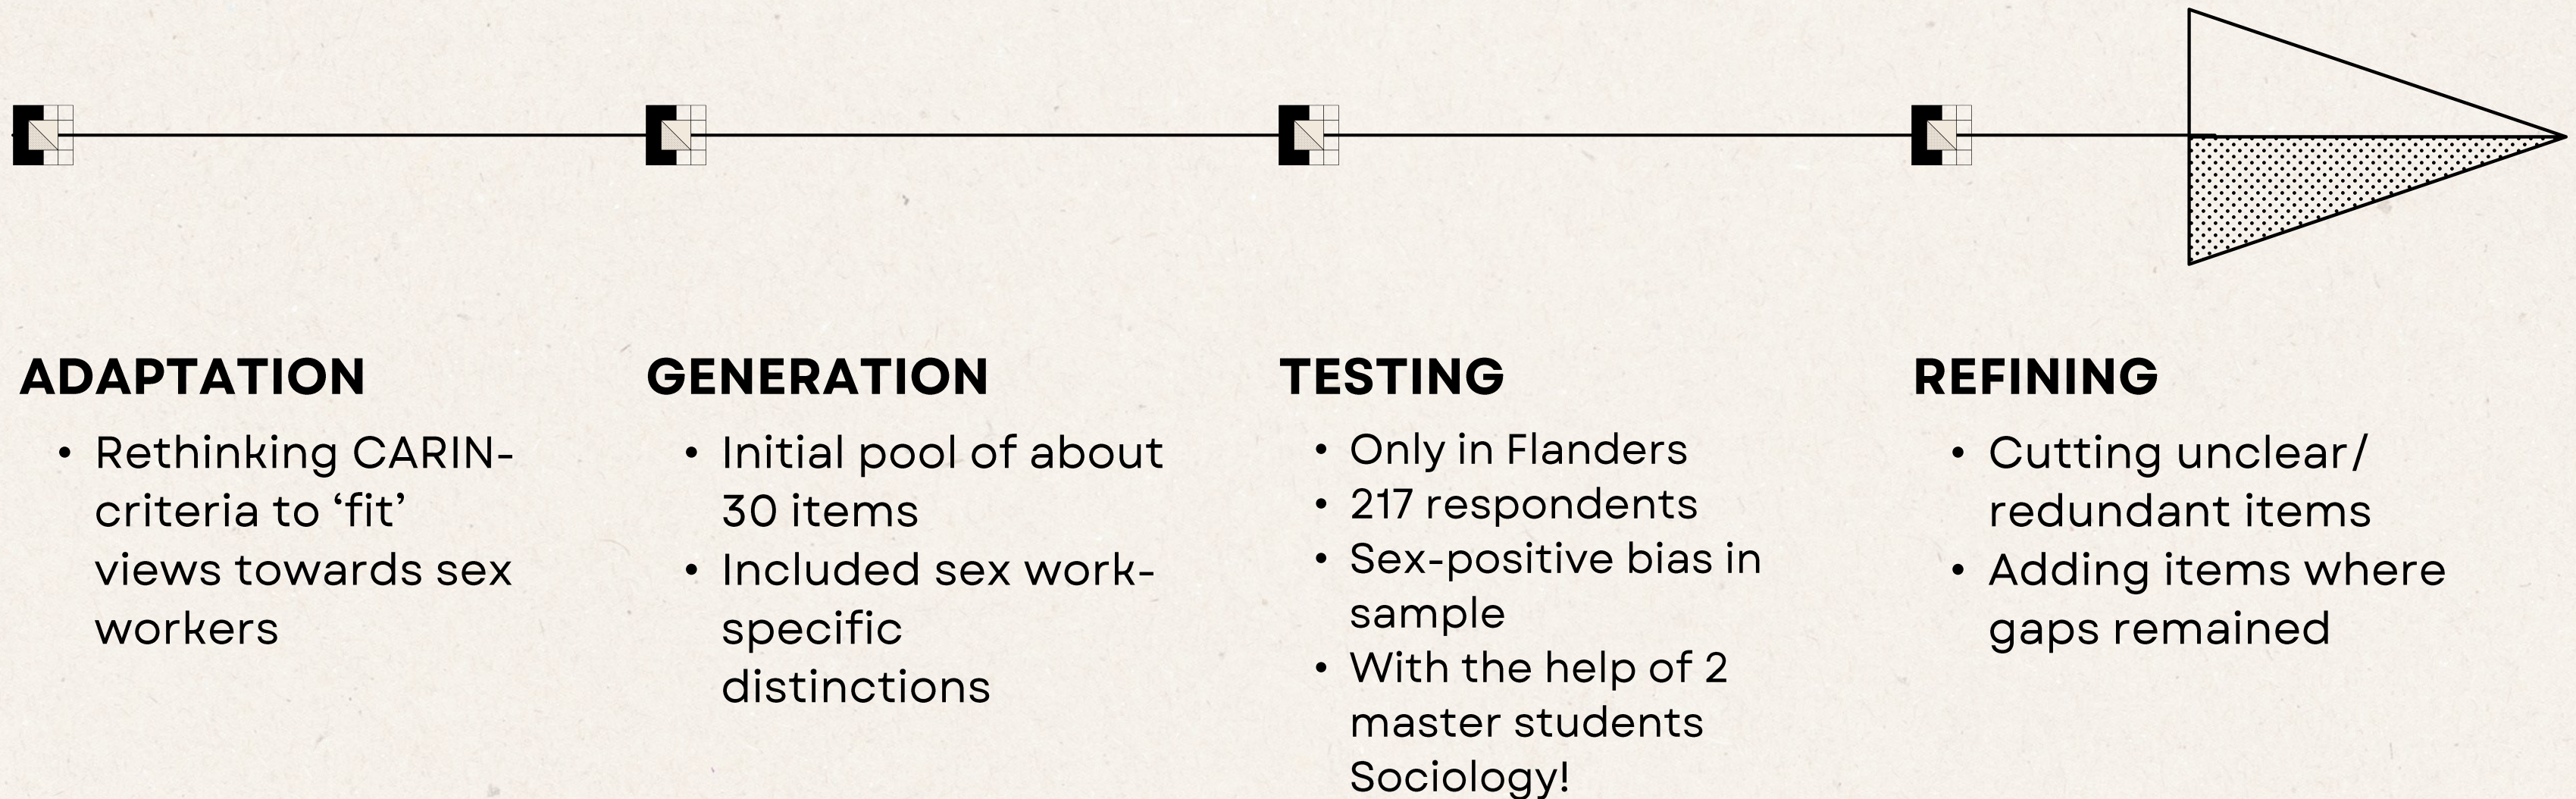 ADAPTATION
• Rethinking CARIN-
criteria to ‘fit’
views towards sex
workers
GENERATION
• Initial pool of about
30 items
• Included sex work-
specific
distinctions
TESTING
• Only in Flanders
• 217 respondents
• Sex-positive bias in
sample
• With the help of 2
master students
Sociology!
REFINING
• Cutting unclear/
redundant items
• Adding items where
gaps remained